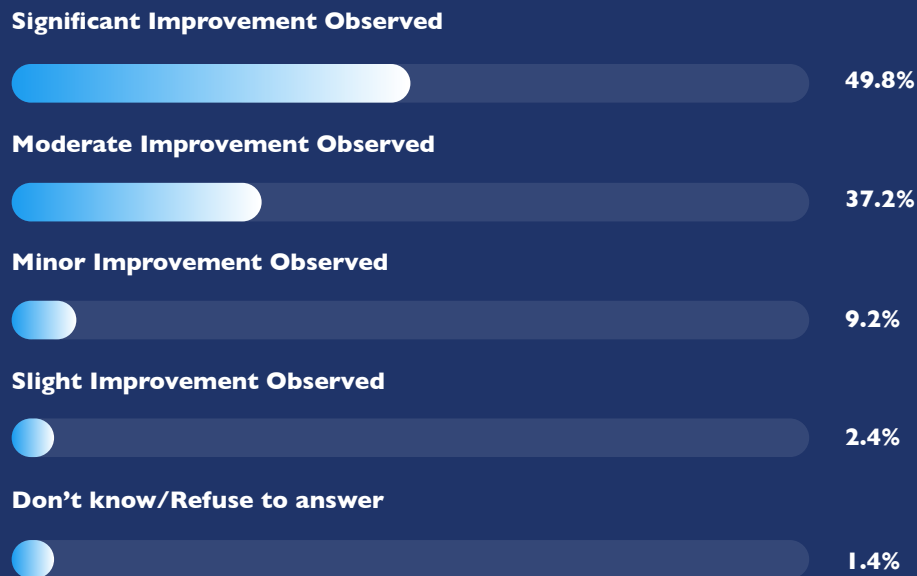 Significant Improvement Observed
49.8%
Moderate Improvement Observed
37.2%
Minor Improvement Observed
9.2%
Slight Improvement Observed
2.4%
Don’t know/Refuse to answer
1.4%